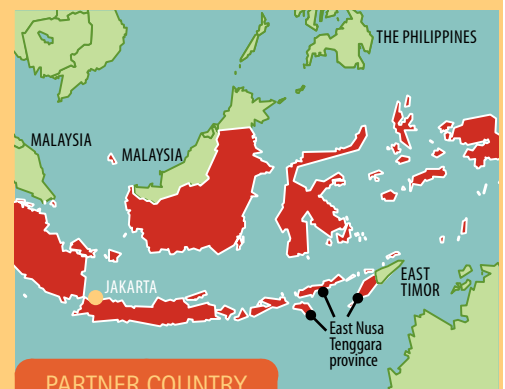 THE PHILIPPINES
MALAYSIA
MALAYSIA
EAST
TIMOR
JAKARTA
East Nusa
Tenggara
province
PARTNER COUNTRY